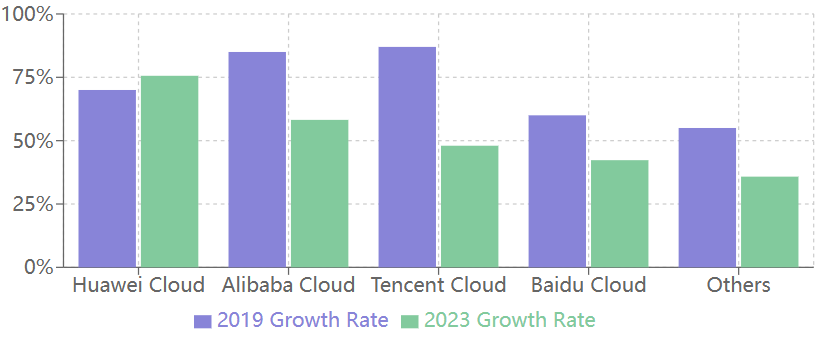 100%
75%
50%
25%
0%
Huawei Cloud Alibaba Cloud Tencent Cloud Baidu Cloud Others
2019 Growth Rate 2023 Growth Rate